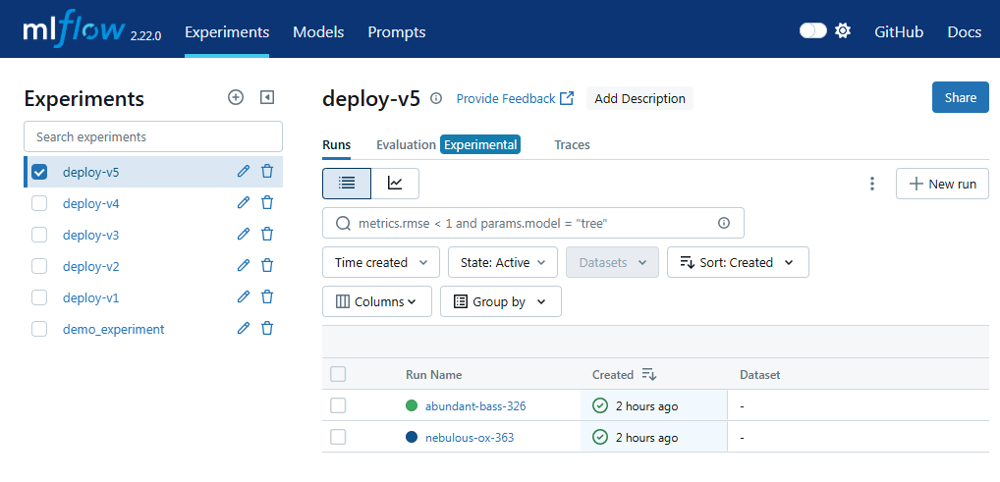 mlflow 2.22.0 Experiments Models Prompts GitHub Docs
Experiments
Search experiments
deploy-v5
deploy-v4
deploy-v3
deploy-v2
deploy-v1
demo_experiment
deploy-v5 Provide Feedback Add Description Share
Runs Evaluation Experimental Traces
New run
metrics.rmse < 1 and params.model = "tree"
Time created State: Active Datasets Sort: Created
Columns Group by
Run Name Created Dataset
abundant-bass-326 2 hours ago -
nebulous-ox-363 2 hours ago -